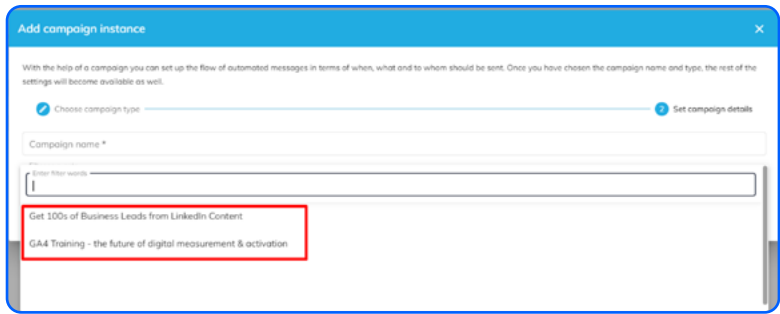 Add campaign instance
With the help of a campaign you can set up the flow of automated messages in terms of when, what and to whom should be sent. Once you have chosen the campaign name and type, the rest of the
settings will become available as well.
Choose campaign type
2 Set campaign details
Campaign name *
Enter filter words
Get 100s of Business Leads from LinkedIn Content
GA4 Training - the future of digital measurement & activation